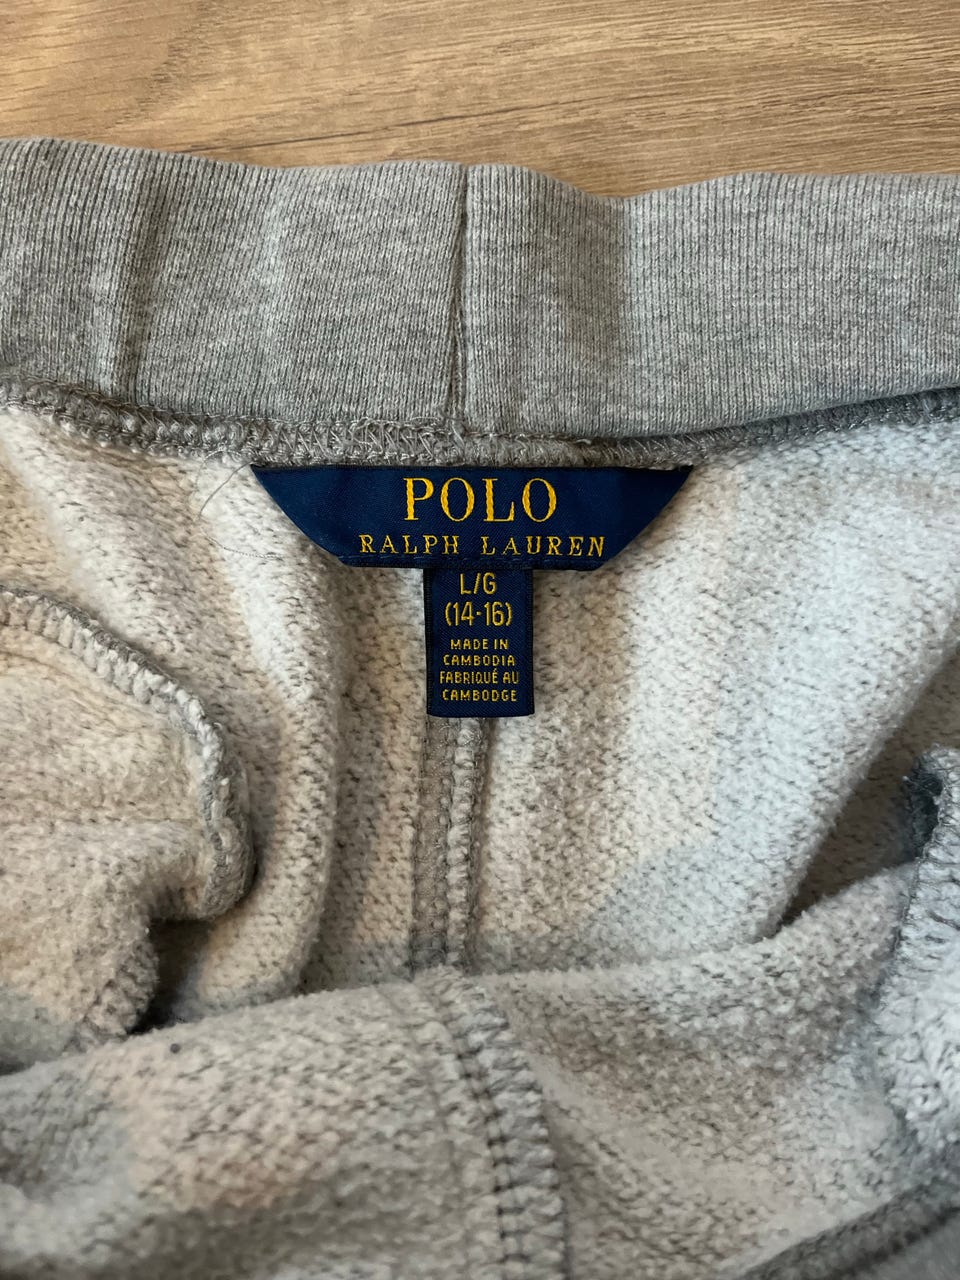 POLO
RALPH LAUREN
L/G
(14-16)
MADE IN
CAMBODIA
FABRIQUÉ AU
CAMBODGE